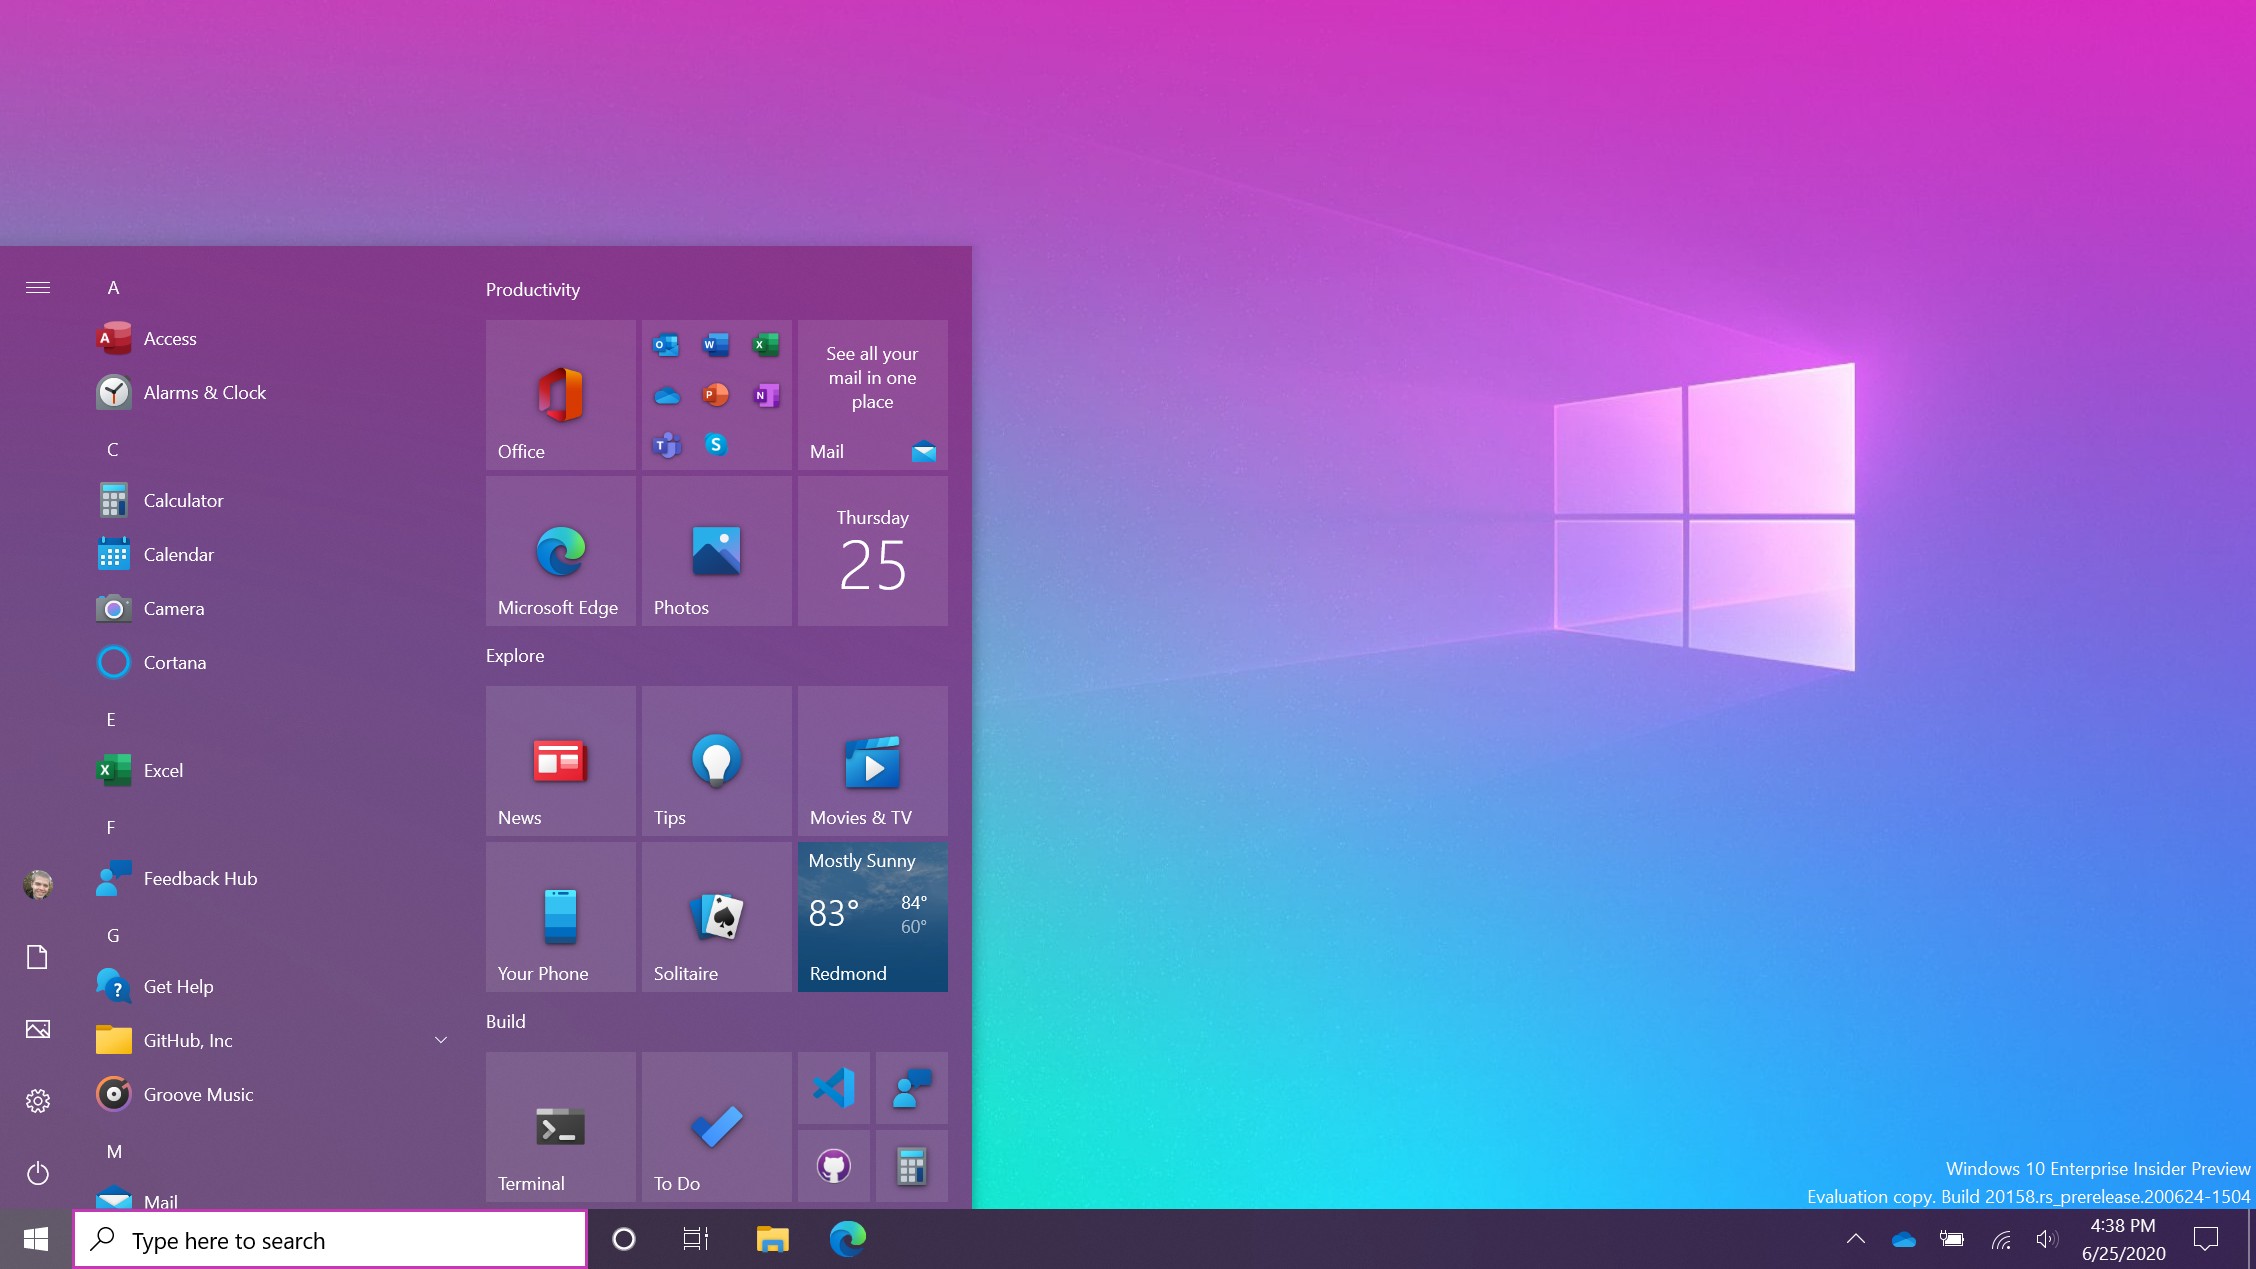 A
Access
Alarms & Clock
C
Calculator
Calendar
Camera
Cortana
E
Excel
F
Feedback Hub
G
Get Help
GitHub, Inc
Groove Music
M
Mail
Productivity
Office
See all your
mail in one
place
Mail
Microsoft Edge
Photos
Thursday
25
Explore
News
Tips
Movies & TV
Your Phone
Solitaire
Mostly Sunny
83°
84°
60°
Redmond
Build
Terminal
To Do
Windows 10 Enterprise Insider Preview
Evaluation copy. Build 20158.rs_prerelease.200624-1504
Type here to search
4:38 PM
6/25/2020